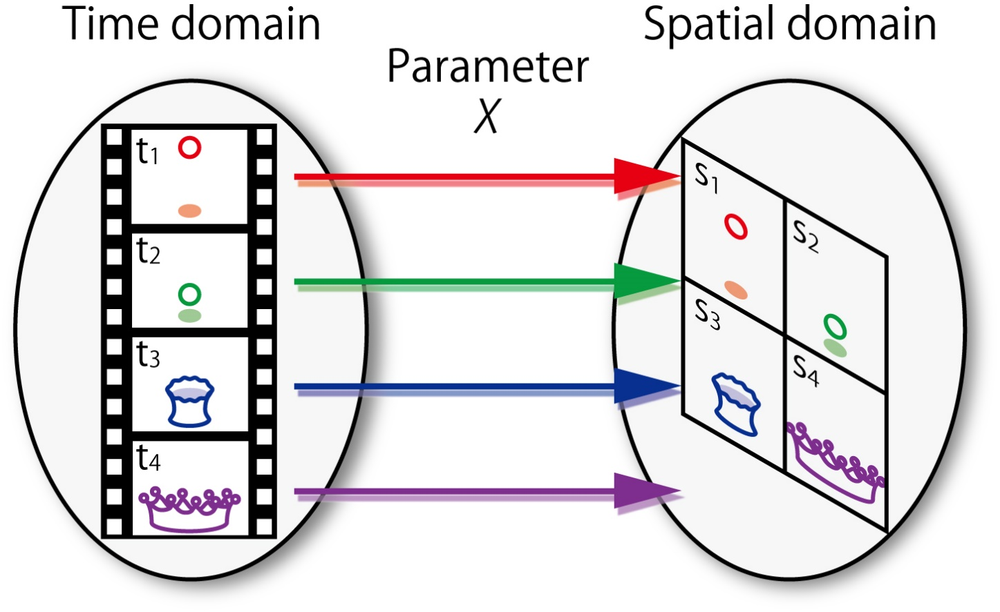 Time domain
Spatial domain
Parameter
X
t1
t2
t3
t4
S1
S2
S3
S4